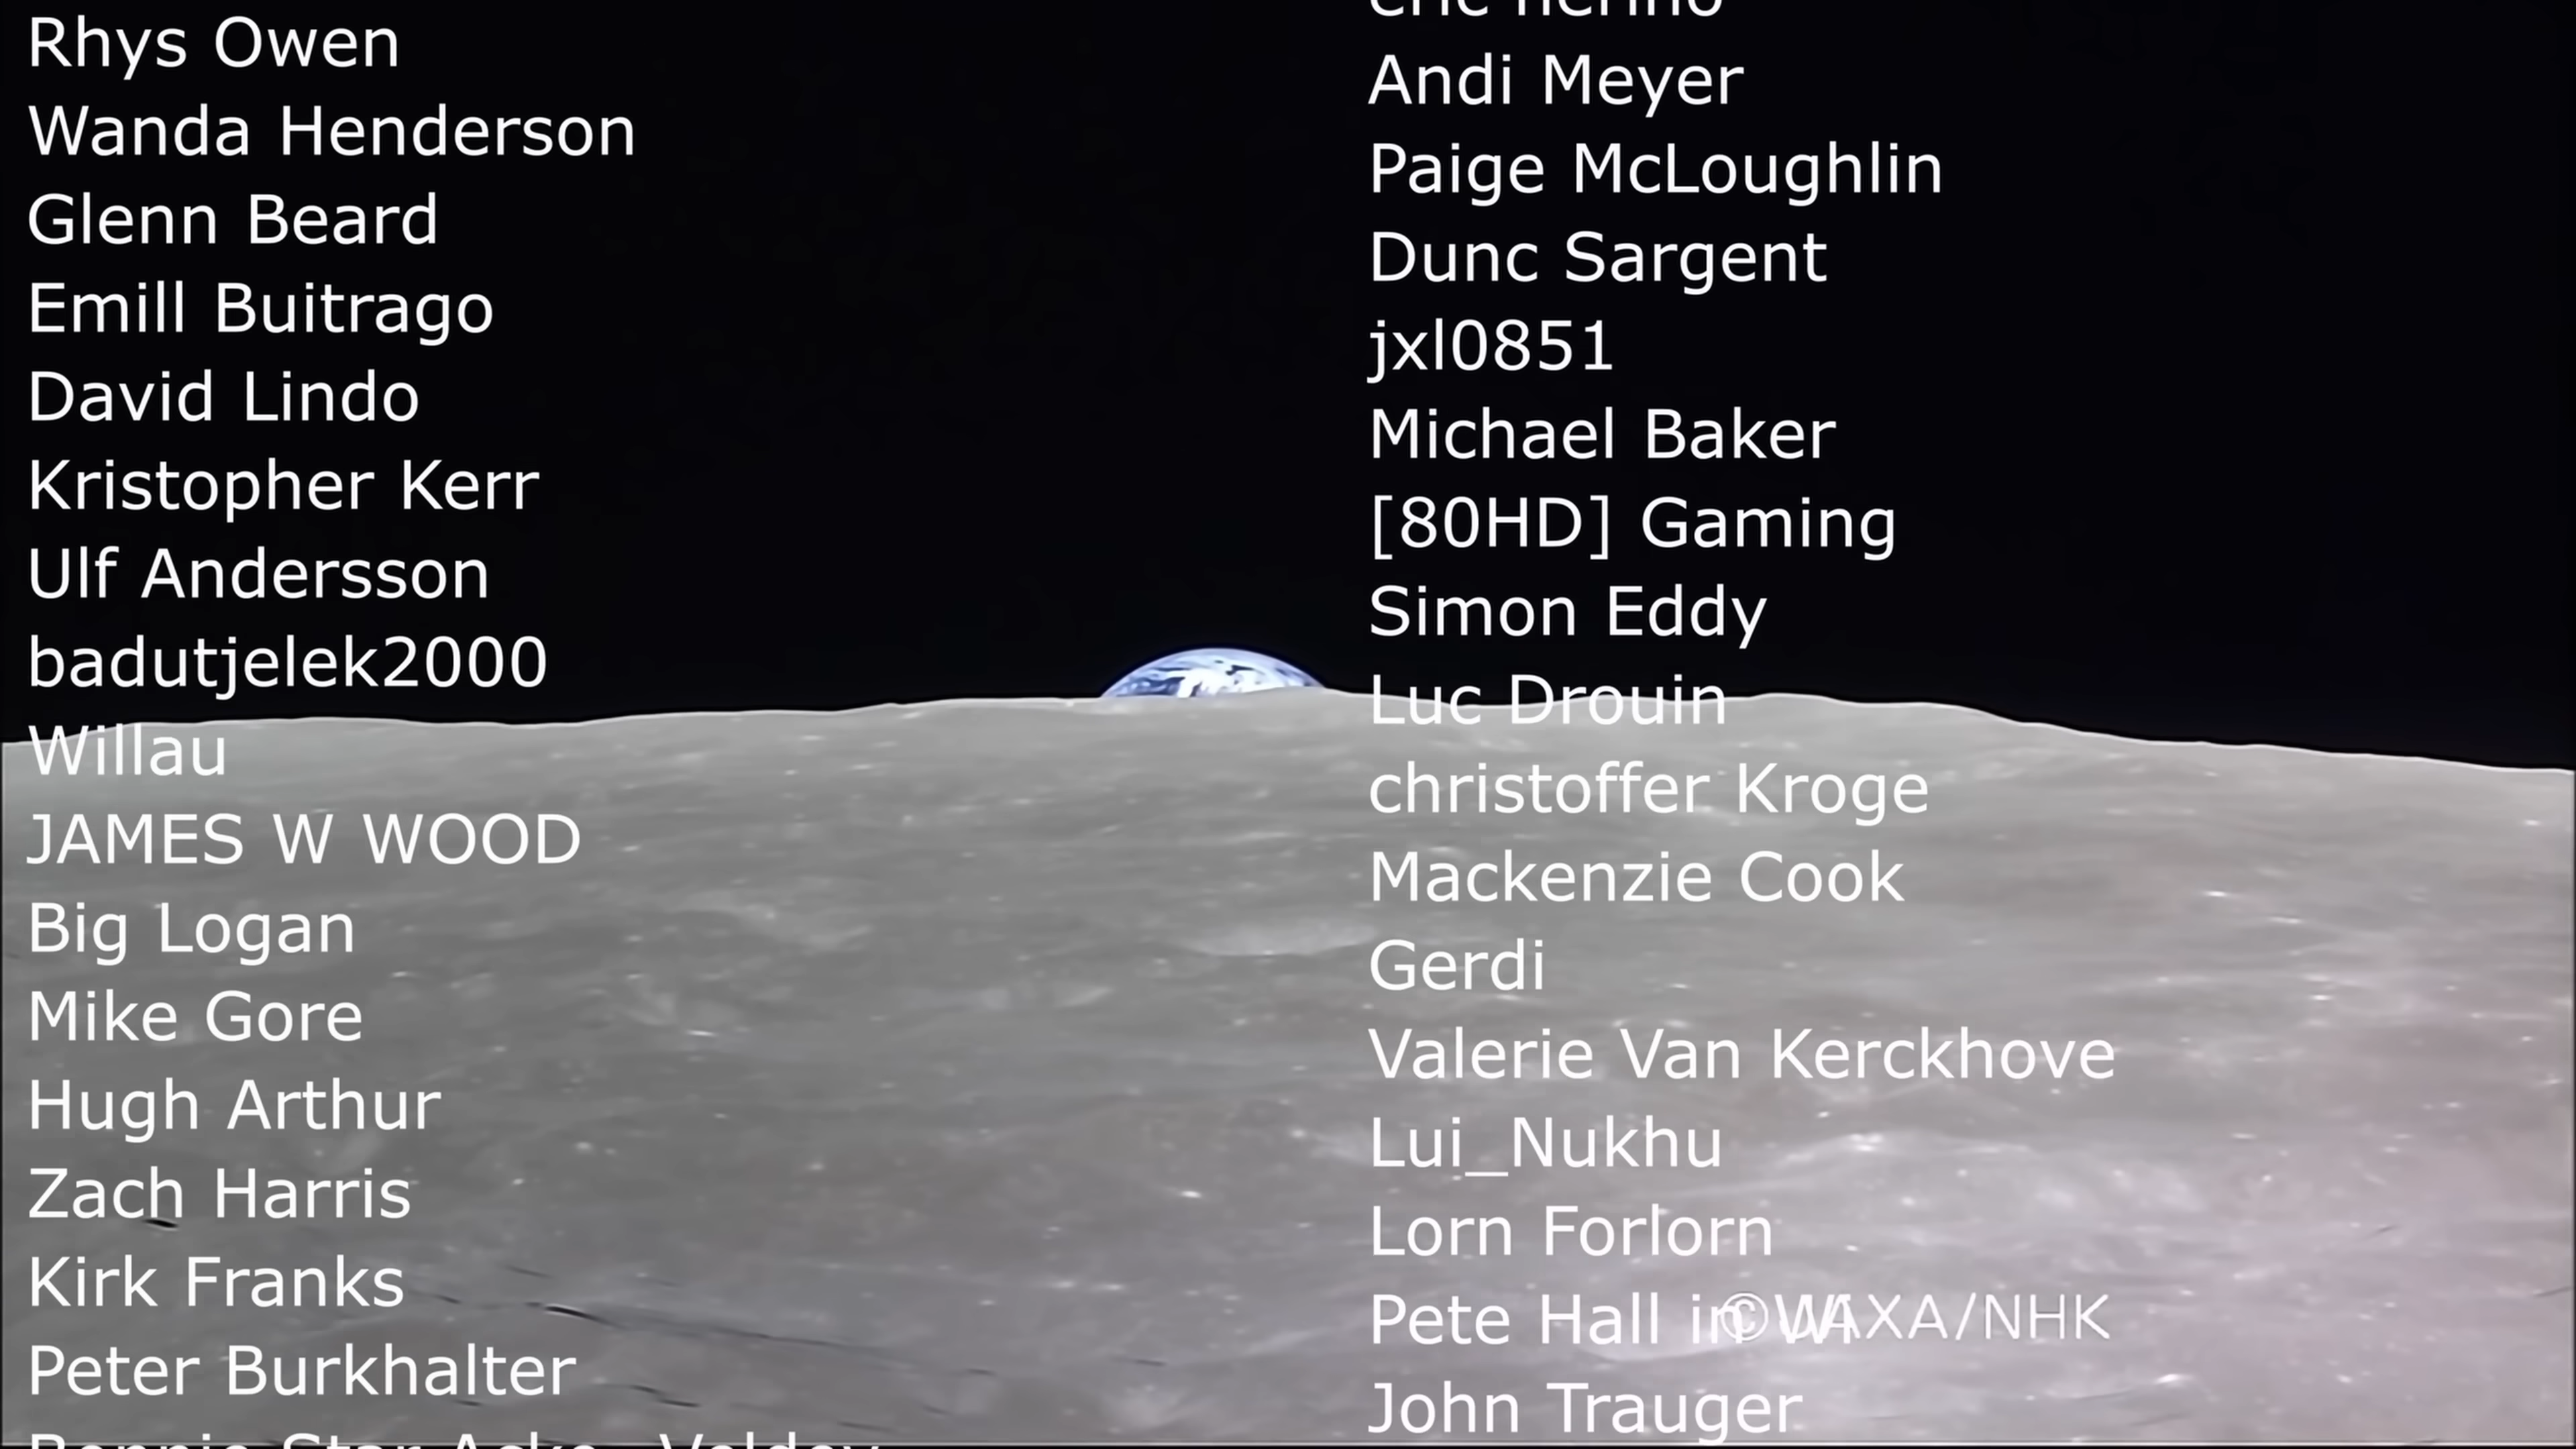 Rhys Owen
Wanda Henderson
Glenn Beard
Emill Buitrago
David Lindo
Kristopher Kerr
Ulf Andersson
badutjelek2000
Willau
JAMES W WOOD
Big Logan
Mike Gore
Hugh Arthur
Zach Harris
Kirk Franks
Peter Burkhalter
Andi Meyer
Paige McLoughlin
Dunc Sargent
jxl0851
Michael Baker
[80HD] Gaming
Simon Eddy
Luc Drouin
christoffer Kroge
Mackenzie Cook
Gerdi
Valerie Van Kerckhove
Lui_Nukhu
Lorn Forlorn
Pete Hall in WI
©JAXA/NHK
John Trauger